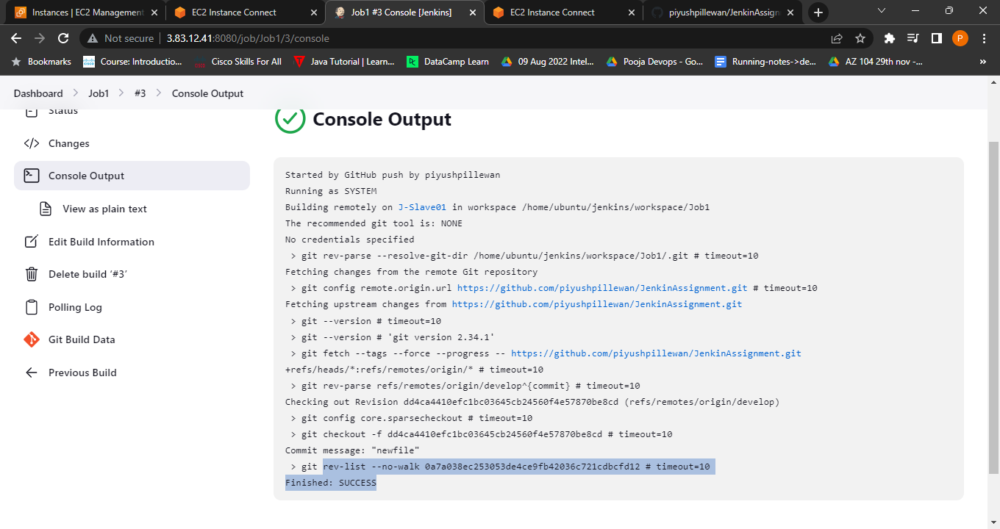 Instances | EC2 Management
EC2 Instance Connect
Job1 #3 Console [Jenkins]
EC2 Instance Connect
piyushpillewan/JenkinAssignm
Not secure
3.83.12.41:8080/job/Job1/3/console
P
Bookmarks
Course: Introductio...
Cisco Skills For All
Java Tutorial | Learn...
DataCamp Learn
09 Aug 2022 Intel...
Pooja Devops - Go...
Running-notes->de...
AZ 104 29th nov -...
»
Dashboard > Job1 > #3 > Console Output
Status
Changes
Console Output
View as plain text
Edit Build Information
Delete build ‘#3’
Polling Log
Git Build Data
Previous Build
Console Output
Started by GitHub push by piyushpillewan
Running as SYSTEM
Building remotely on J-Slave01 in workspace /home/ubuntu/jenkins/workspace/Job1
The recommended git tool is: NONE
No credentials specified
> git rev-parse --resolve-git-dir /home/ubuntu/jenkins/workspace/Job1/.git # timeout=10
Fetching changes from the remote Git repository
> git config remote.origin.url https://github.com/piyushpillewan/JenkinAssignment.git # timeout=10
Fetching upstream changes from https://github.com/piyushpillewan/JenkinAssignment.git
> git --version # timeout=10
> git --version # 'git version 2.34.1'
> git fetch --tags --force --progress -- https://github.com/piyushpillewan/JenkinAssignment.git
+refs/heads/*:refs/remotes/origin/* # timeout=10
> git rev-parse refs/remotes/origin/develop^{commit} # timeout=10
Checking out Revision dd4ca4410efc1bc03645cb24560f4e57870be8cd (refs/remotes/origin/develop)
> git config core.sparsecheckout # timeout=10
> git checkout -f dd4ca4410efc1bc03645cb24560f4e57870be8cd # timeout=10
Commit message: "newfile"
> git rev-list --no-walk 0a7a038ec253053de4ce9fb42036c721cdbcfd12 # timeout=10
Finished: SUCCESS